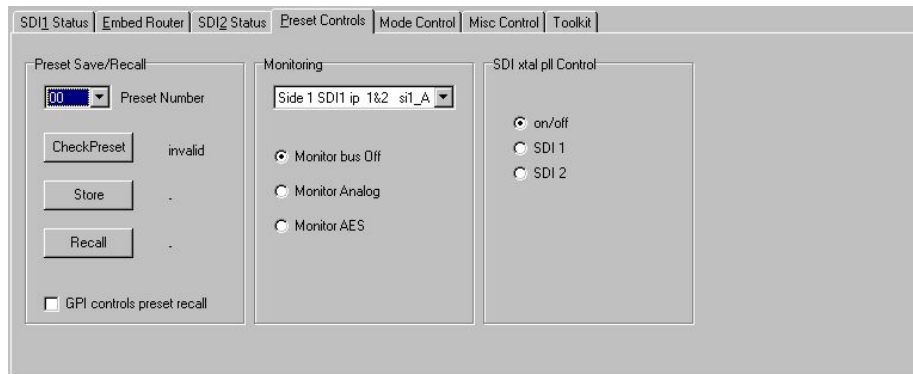 SDI1 Status Embed Router SDI2 Status Preset Controls Mode Control Misc Control Toolkit
Preset Save/Recall
00 Preset Number
CheckPreset invalid
Store -
Recall -
GPI controls preset recall
Monitoring
Side 1 SDI1 ip 1&2 si1_A
Monitor bus Off
Monitor Analog
Monitor AES
SDI xtal pll Control
on/off
SDI 1
SDI 2